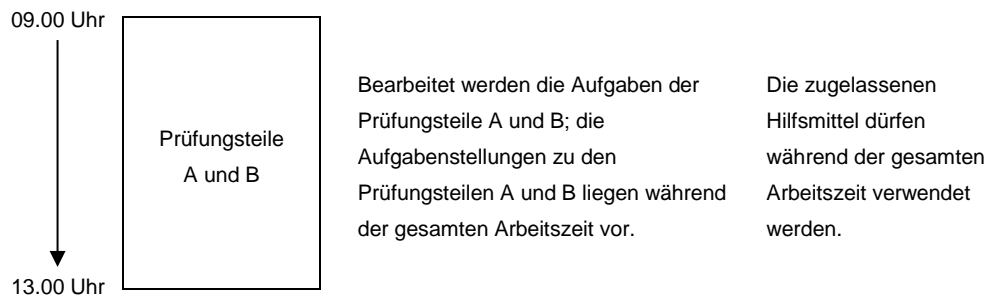 09.00 Uhr
Prüfungsteile
A und B
13.00 Uhr
Bearbeitet werden die Aufgaben der
Prüfungsteile A und B; die
Aufgabenstellungen zu den
Prüfungsteilen A und B liegen während
der gesamten Arbeitszeit vor.
Die zugelassenen
Hilfsmittel dürfen
während der gesamten
Arbeitszeit verwendet
werden.